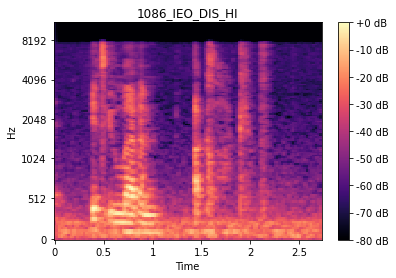 1086_IEO_DIS_HI
Hz
8192
4096
2048
1024
512
0
0
0.5
1
1.5
2
2.5
Time
+0 dB
-10 dB
-20 dB
-30 dB
-40 dB
-50 dB
-60 dB
-70 dB
-80 dB